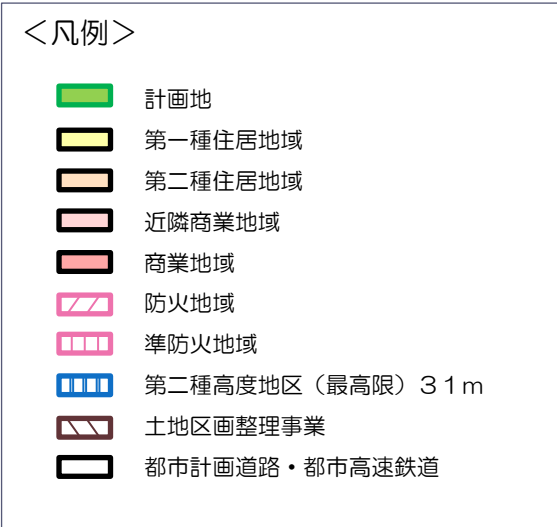 ＜凡例＞
計画地
第一種住居地域
第二種住居地域
近隣商業地域
商業地域
防火地域
準防火地域
第二種高度地区（最高限）３１ｍ
土地区画整理事業
都市計画道路・都市高速鉄道